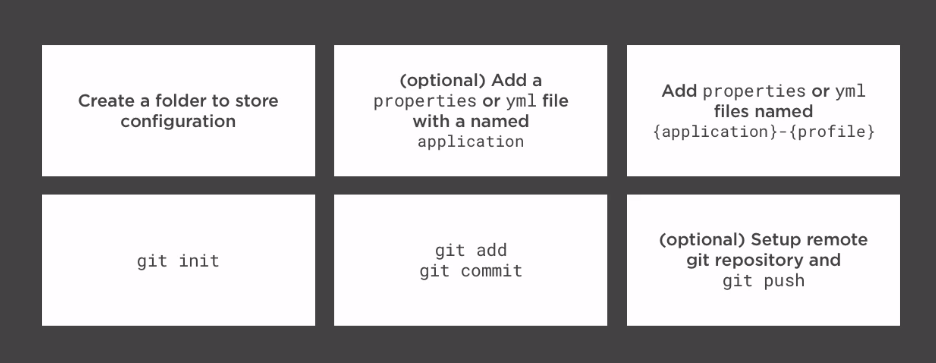 Create a folder to store
configuration
(optional) Add a
properties or yml file
with a named
application
Add properties or yml
files named
{application}-{profile}
git init
git add
git commit
(optional) Setup remote
git repository and
git push